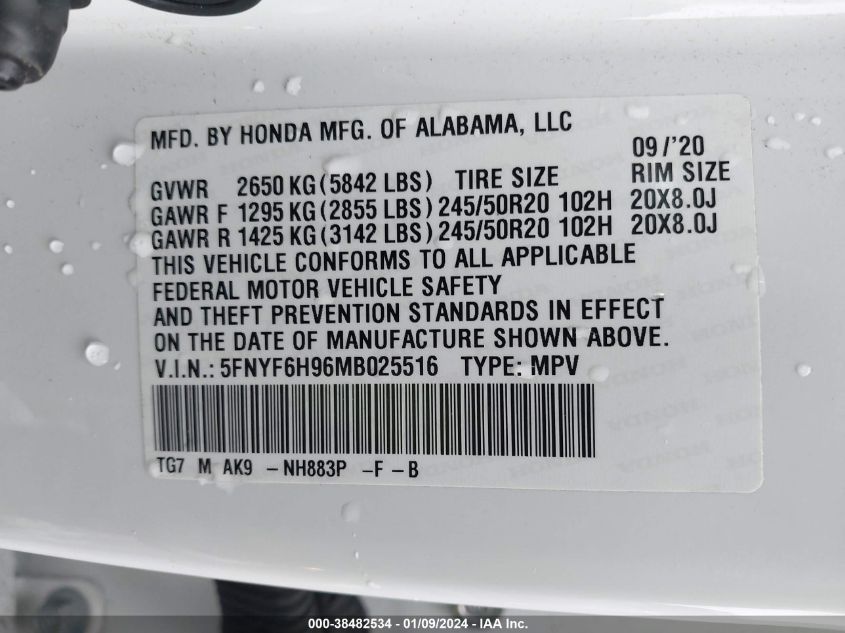 MFD. BY HONDA MFG. OF ALABAMA, LLC
09/'20
GVWR 2650 KG (5842 LBS) TIRE SIZE RIM SIZE
GAWR F 1295 KG (2855 LBS) 245/50R20 102H 20X8.0J
GAWR R 1425 KG (3142 LBS) 245/50R20 102H 20X8.0J
THIS VEHICLE CONFORMS TO ALL APPLICABLE
FEDERAL MOTOR VEHICLE SAFETY
AND THEFT PREVENTION STANDARDS IN EFFECT
ON THE DATE OF MANUFACTURE SHOWN ABOVE.
V.I.N.: 5FNYF6H96MB025516 TYPE: MPV
TG7 M AK9 -NH883P -F -B
000-38482534 - 01/09/2024 - © IAA Inc.